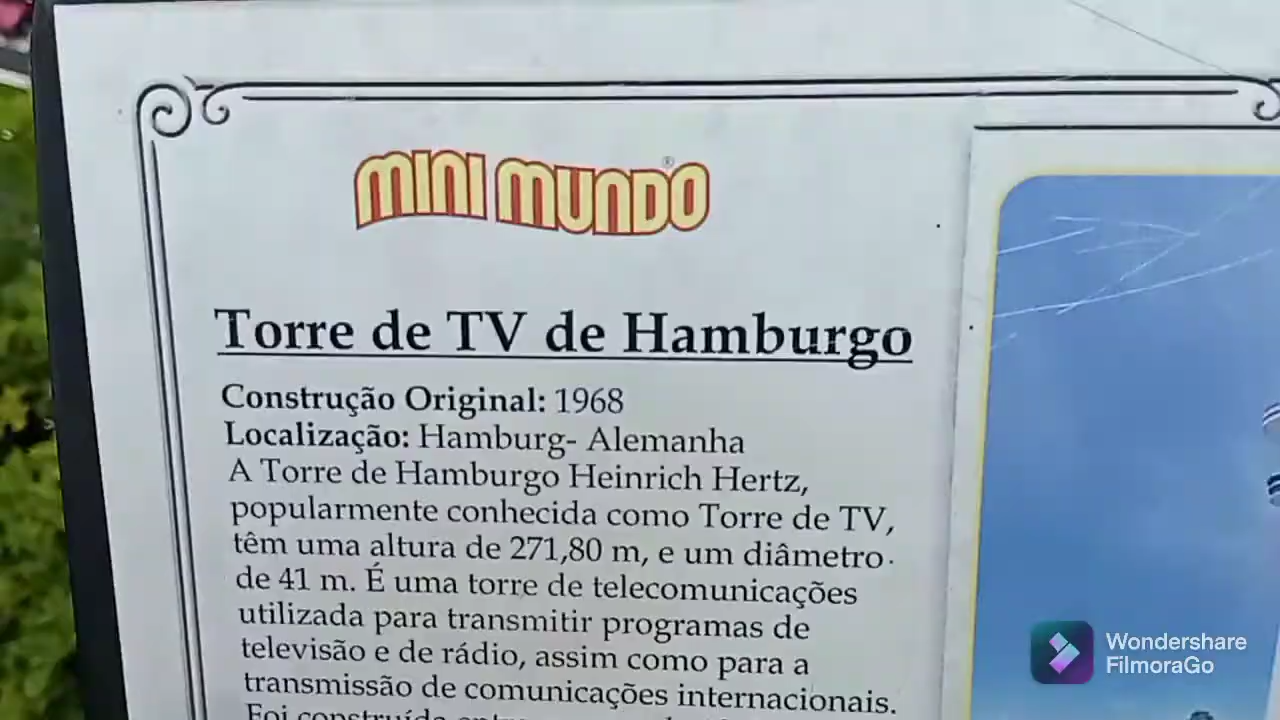 MINI MUNDO®
Torre de TV de Hamburgo
Construção Original: 1968
Localização: Hamburg- Alemanha
A Torre de Hamburgo Heinrich Hertz,
popularmente conhecida como Torre de TV,
têm uma altura de 271,80 m, e um diâmetro
de 41 m. É uma torre de telecomunicações
utilizada para transmitir programas de
televisão e de rádio, assim como para a
transmissão de comunicações internacionais.
Foi construída
Wondershare
FilmoraGo